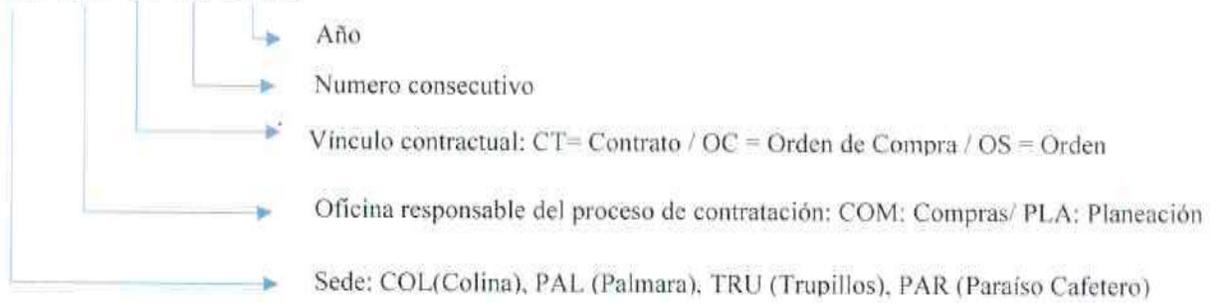 Año
Numero consecutivo
Vínculo contractual: CT= Contrato / OC = Orden de Compra / OS = Orden
Oficina responsable del proceso de contratación: COM: Compras/ PLA: Planeación
Sede: COL(Colina), PAL (Palmara), TRU (Trupillos), PAR (Paraíso Cafetero)